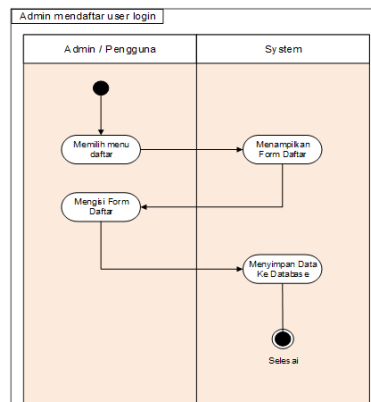 Admin mendaftar user login
Admin / Pengguna
System
Memilih menu
daftar
Menampilkan
Form Daftar
Mengisi Form
Daftar
Menyimpan Data
Ke Database
Selesai